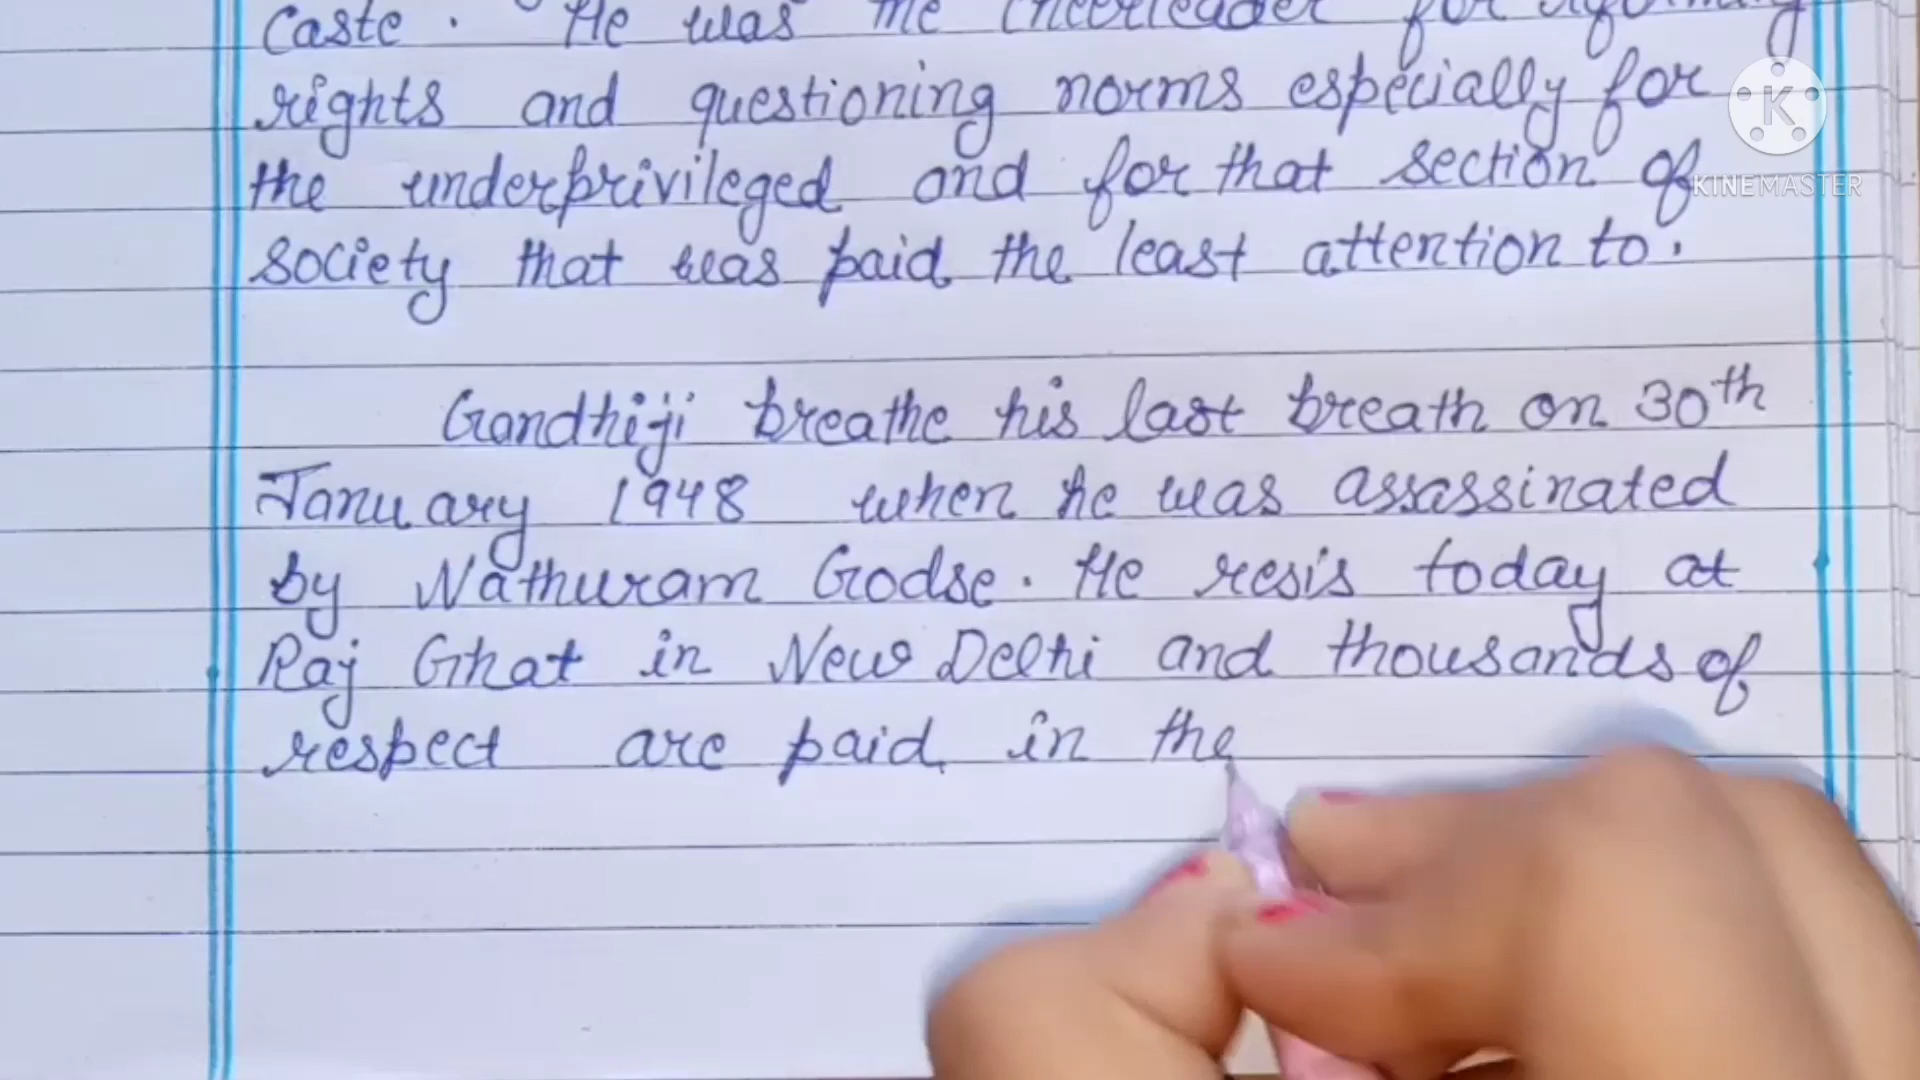 caste. He was the cheerleader for reforming
rights and questioning norms especially for
the underprivileged and for that section of
society that was paid the least attention to.
Gandhiji breathe his last breath on 30th
January 1948 when he was assassinated
by Nathuram Godse. He resis today at
Raj Ghat in New Delhi and thousands of
respect are paid in the
K
KINEMASTER